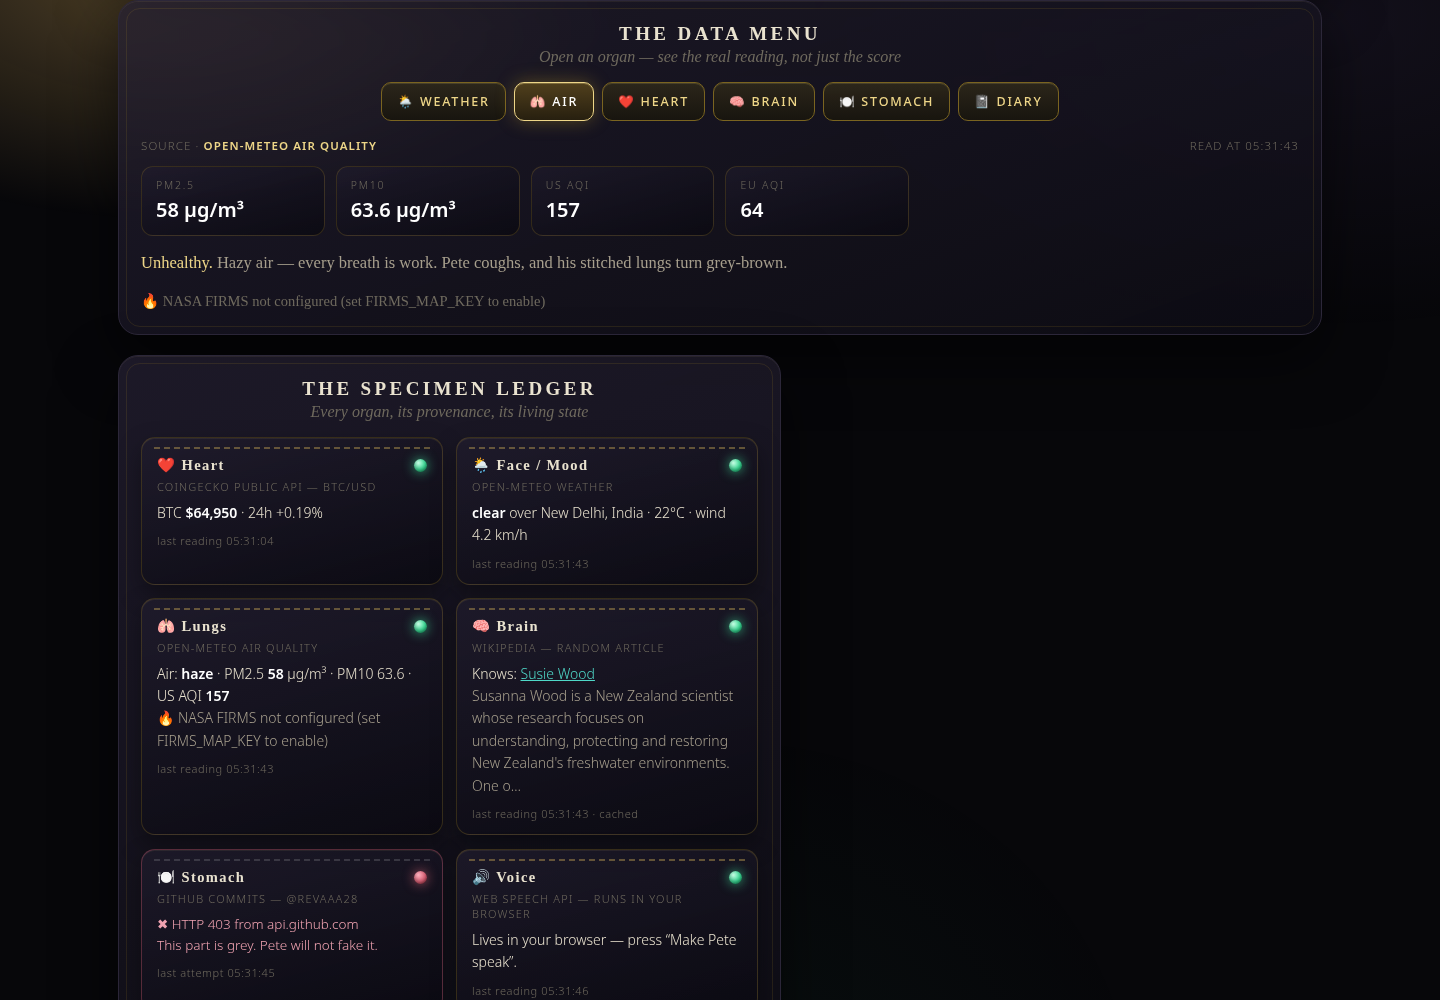 THE DATA MENU
Open an organ — see the real reading, not just the score
🌦️ WEATHER
🫁 AIR
❤️ HEART
🧠 BRAIN
🍽️ STOMACH
📓 DIARY
SOURCE · OPEN-METEO AIR QUALITY
READ AT 05:31:43
PM2.5
58 µg/m³
PM10
63.6 µg/m³
US AQI
157
EU AQI
64
Unhealthy. Hazy air — every breath is work. Pete coughs, and his stitched lungs turn grey-brown.
🔥 NASA FIRMS not configured (set FIRMS_MAP_KEY to enable)
THE SPECIMEN LEDGER
Every organ, its provenance, its living state
❤️ Heart
COINGECKO PUBLIC API — BTC/USD
BTC $64,950 · 24h +0.19%
last reading 05:31:04
🌦️ Face / Mood
OPEN-METEO WEATHER
clear over New Delhi, India · 22°C · wind
4.2 km/h
last reading 05:31:43
🫁 Lungs
OPEN-METEO AIR QUALITY
Air: haze · PM2.5 58 µg/m³ · PM10 63.6 ·
US AQI 157
🔥 NASA FIRMS not configured (set
FIRMS_MAP_KEY to enable)
last reading 05:31:43
🧠 Brain
WIKIPEDIA — RANDOM ARTICLE
Knows: Susie Wood
Susanna Wood is a New Zealand scientist
whose research focuses on
understanding, protecting and restoring
New Zealand's freshwater environments.
One o…
last reading 05:31:43 · cached
🍽️ Stomach
GITHUB COMMITS — @REVAAA28
✖ HTTP 403 from api.github.com
This part is grey. Pete will not fake it.
last attempt 05:31:45
🔊 Voice
WEB SPEECH API — RUNS IN YOUR
BROWSER
Lives in your browser — press “Make Pete
speak”.
last reading 05:31:46